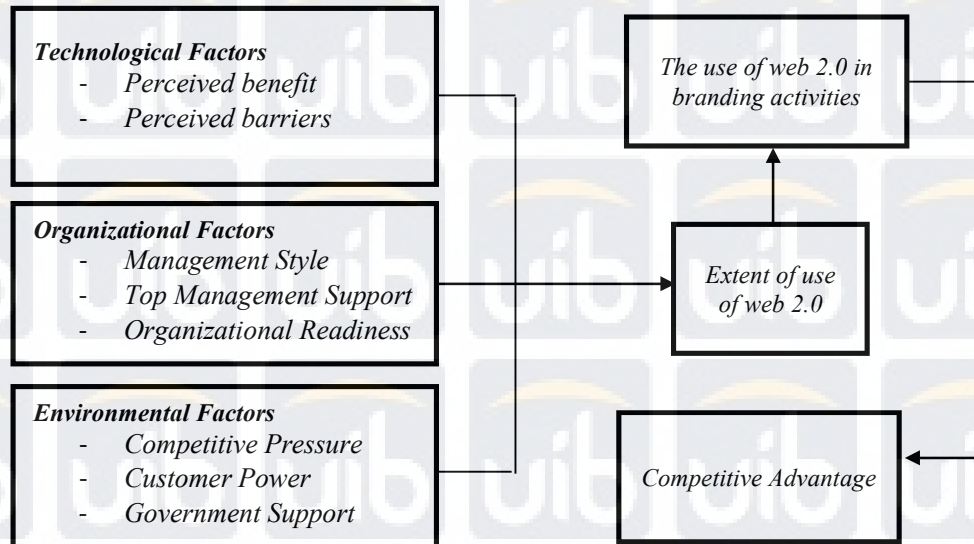 Technological Factors
- Perceived benefit
- Perceived barriers
Organizational Factors
- Management Style
- Top Management Support
- Organizational Readiness
Environmental Factors
- Competitive Pressure
- Customer Power
- Government Support
The use of web 2.0 in
branding activities
Extent of use
of web 2.0
Competitive Advantage
uib